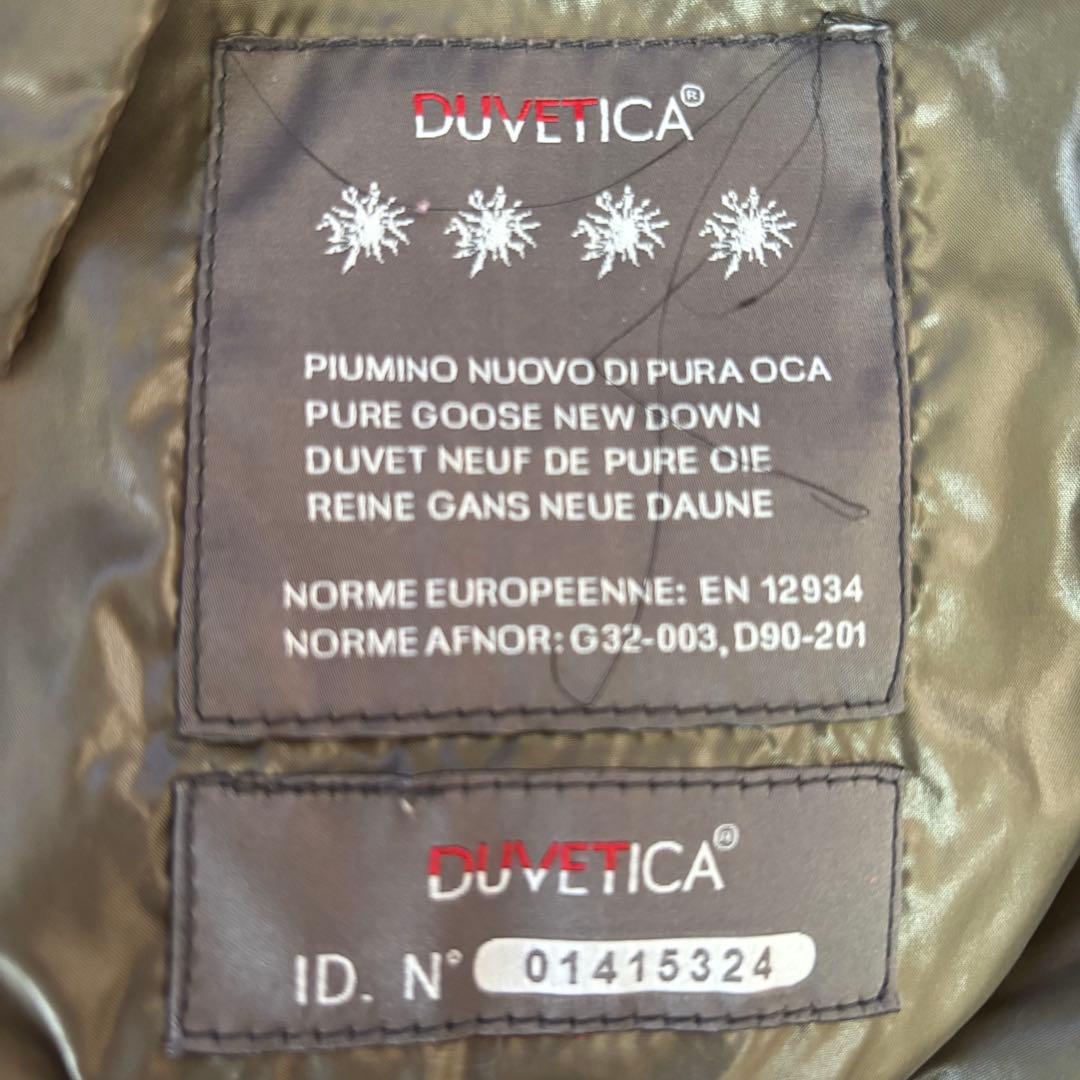 DUVETICA®
PIUMINO NUOVO DI PURA OCA
PURE GOOSE NEW DOWN
DUVET NEUF DE PURE OIE
REINE GANS NEUE DAUNE
NORME EUROPEENNE: EN 12934
NORME AFNOR: G32-003, D90-201
DUVETICA®
ID. N° 01415324